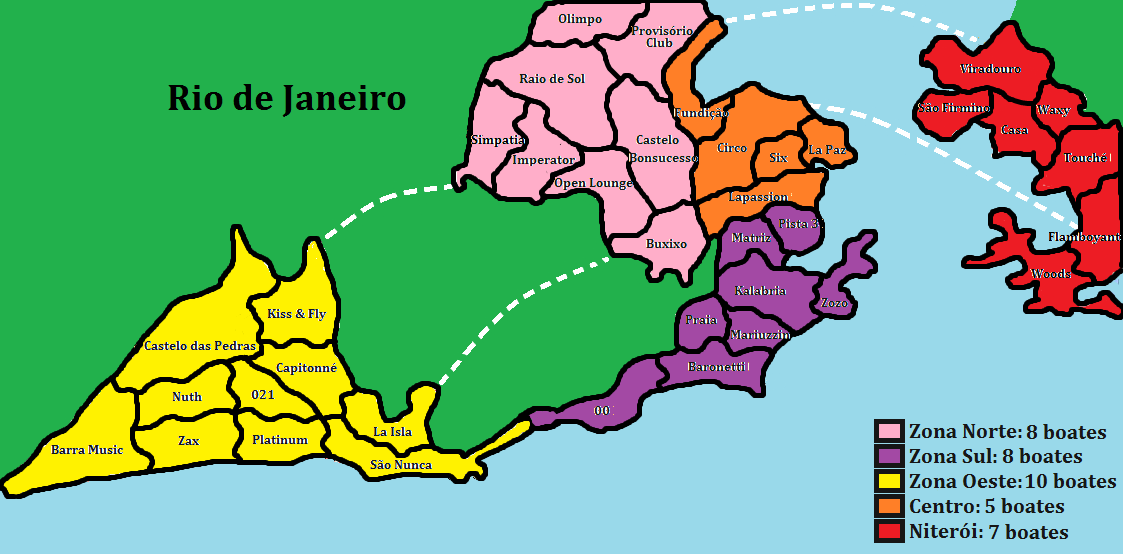 Olimpo
Provisório
Club
Raio de Sol
Rio de Janeiro
Fundição
Simpatia
Imperator
Castelo
Bonsucesso
Open Lounge
Buxixo
Circo
Six
La Paz
Lapassion
Viradouro
São Firmino
Waxy
Casa
Touché
Flamboyant
Woods
Matriz
Pista 3
Kalabria
Zozo
Praia
Mariuzzin
Baronetti
00
Kiss & Fly
Castelo das Pedras
Capitonné
Nuth
021
Barra Music
Zax
Platinum
La Isla
São Nunca
Zona Norte: 8 boates
Zona Sul: 8 boates
Zona Oeste: 10 boates
Centro: 5 boates
Niterói: 7 boates